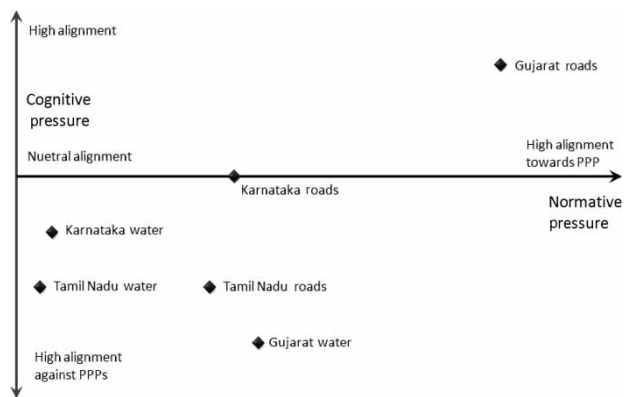 High alignment
Gujarat roads
Cognitive
pressure
High alignment
towards PPP
Nuetral alignment
Karnataka roads
Normative
pressure
Karnataka water
Tamil Nadu water
Tamil Nadu roads
Gujarat water
High alignment
against PPPs